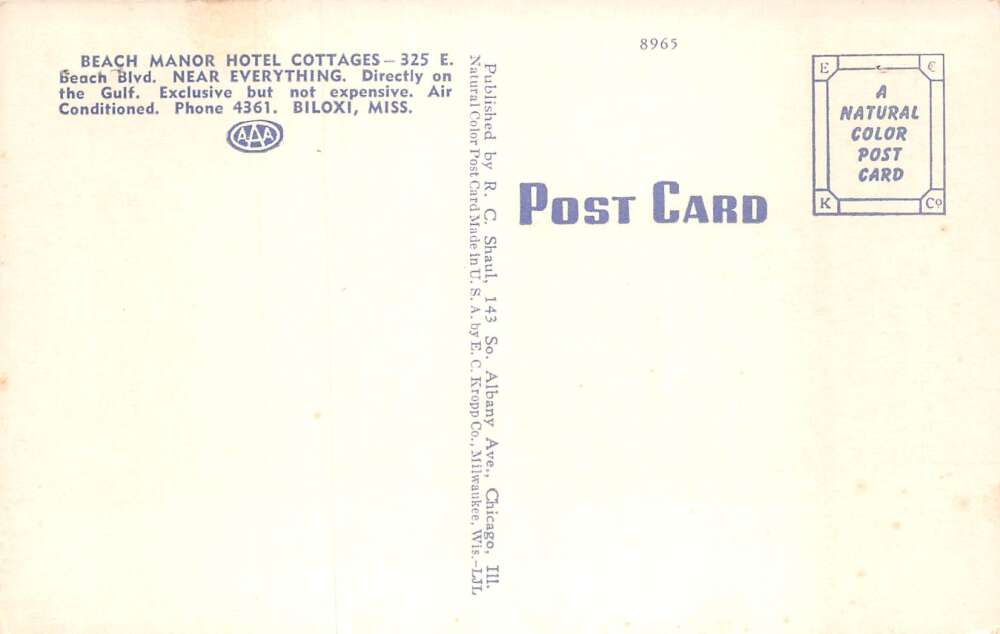 BEACH MANOR HOTEL COTTAGES — 325 E.
Beach Blvd. NEAR EVERYTHING. Directly on
the Gulf. Exclusive but not expensive. Air
Conditioned. Phone 4361. BILOXI, MISS.
AAA
Published by R. C. Shaul, 143 So. Albany Ave., Chicago, Ill.
Natural Color Post Card Made in U. S. A. by E. C. Kropp Co., Milwaukee, Wis.-LJL
8965
POST CARD
E C
A
NATURAL
COLOR
POST
CARD
K Co